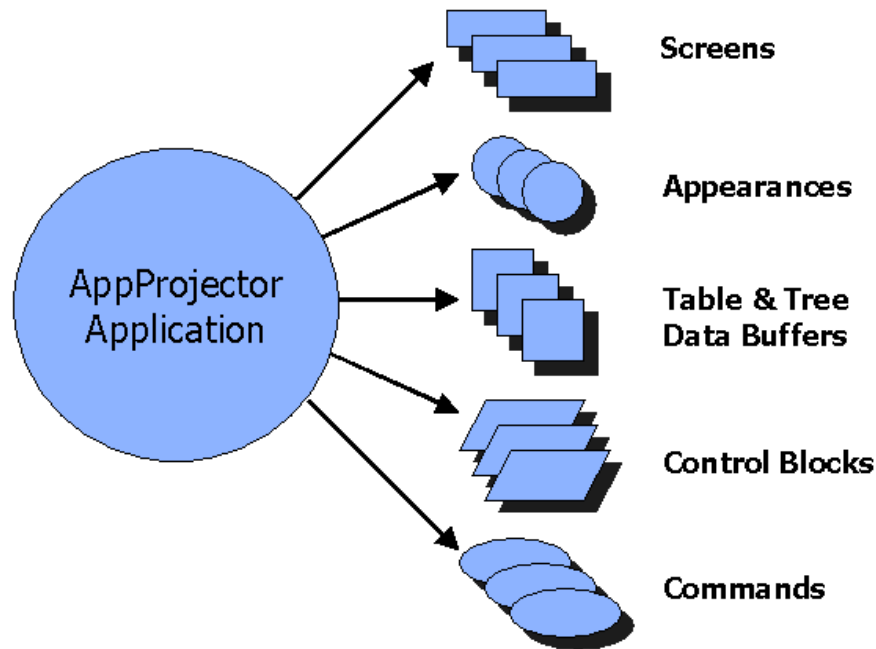 AppProjector
Application
Screens
Appearances
Table & Tree
Data Buffers
Control Blocks
Commands